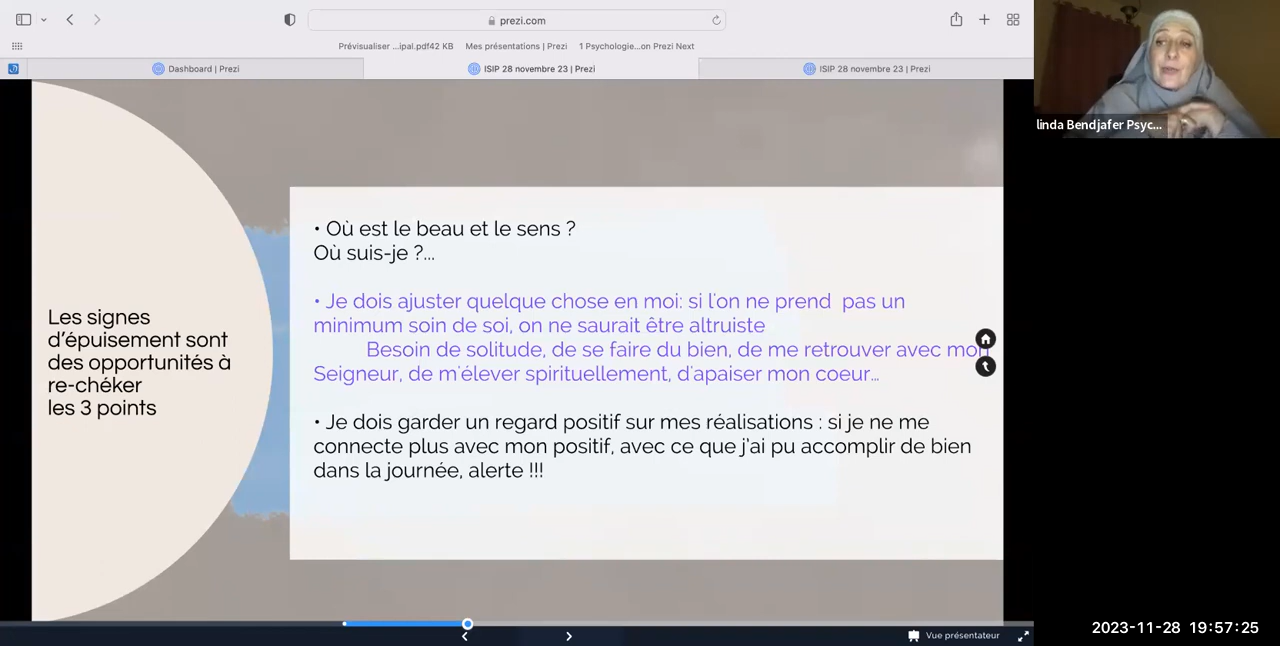 prezi.com
Prévisualiser ...ipal.pdf42 KB Mes présentations | Prezi 1 Psychologie...on Prezi Next
Dashboard | Prezi ISIP 28 novembre 23 | Prezi ISIP 28 novembre 23 | Prezi
linda Bendjafer Psyc...
Les signes
d'épuisement sont
des opportunités à
re-chéker
les 3 points
• Où est le beau et le sens ?
Où suis-je ?...
• Je dois ajuster quelque chose en moi: si l'on ne prend pas un
minimum soin de soi, on ne saurait être altruiste
Besoin de solitude, de se faire du bien, de me retrouver avec mon
Seigneur, de m'élever spirituellement, d'apaiser mon coeur...
• Je dois garder un regard positif sur mes réalisations : si je ne me
connecte plus avec mon positif, avec ce que j'ai pu accomplir de bien
dans la journée, alerte !!!
Vue présentateur
2023-11-28 19:57:25